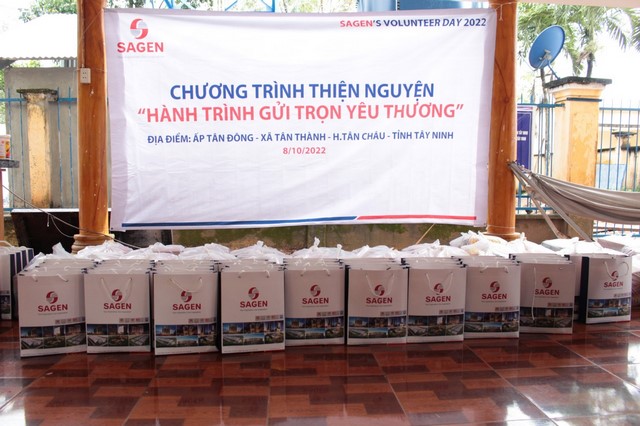 SAGEN
SAGEN'S VOLUNTEER DAY 2022
CHƯƠNG TRÌNH THIỆN NGUYỆN
“HÀNH TRÌNH GỬI TRỌN YÊU THƯƠNG”
ĐỊA ĐIỂM: ẤP TÂN ĐÔNG - XÃ TÂN THÀNH - H.TÂN CHÂU - TỈNH TÂY NINH
8/10/2022
SAGEN
SAGEN
SAGEN
SAGEN
SAGEN
SAGEN
SAGEN
SAGEN
SAGEN
SAGEN